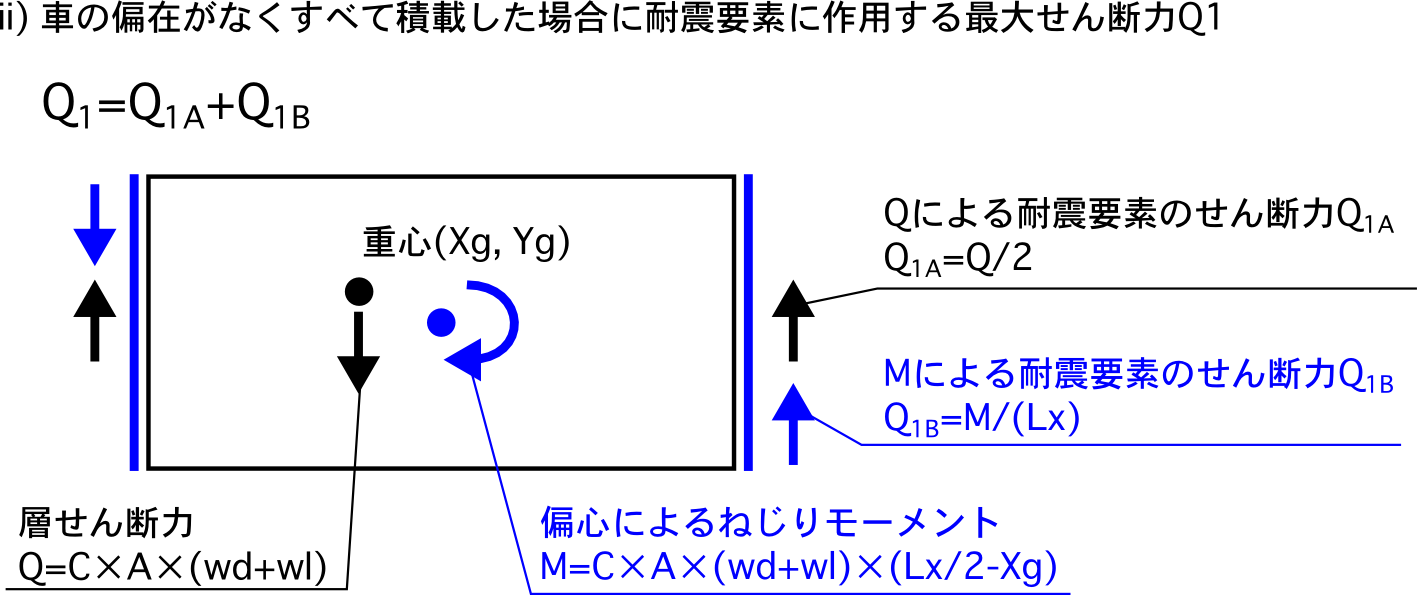 ii) 車の偏在がなくすべて積載した場合に耐震要素に作用する最大せん断力Q1
Q1=Q1A+Q1B
重心(Xg, Yg)
Qによる耐震要素のせん断力Q1A
Q1A=Q/2
Mによる耐震要素のせん断力Q1B
Q1B=M/(Lx)
層せん断力
Q=C×A×(wd+wl)
偏心によるねじりモーメント
M=C×A×(wd+wl)×(Lx/2-Xg)